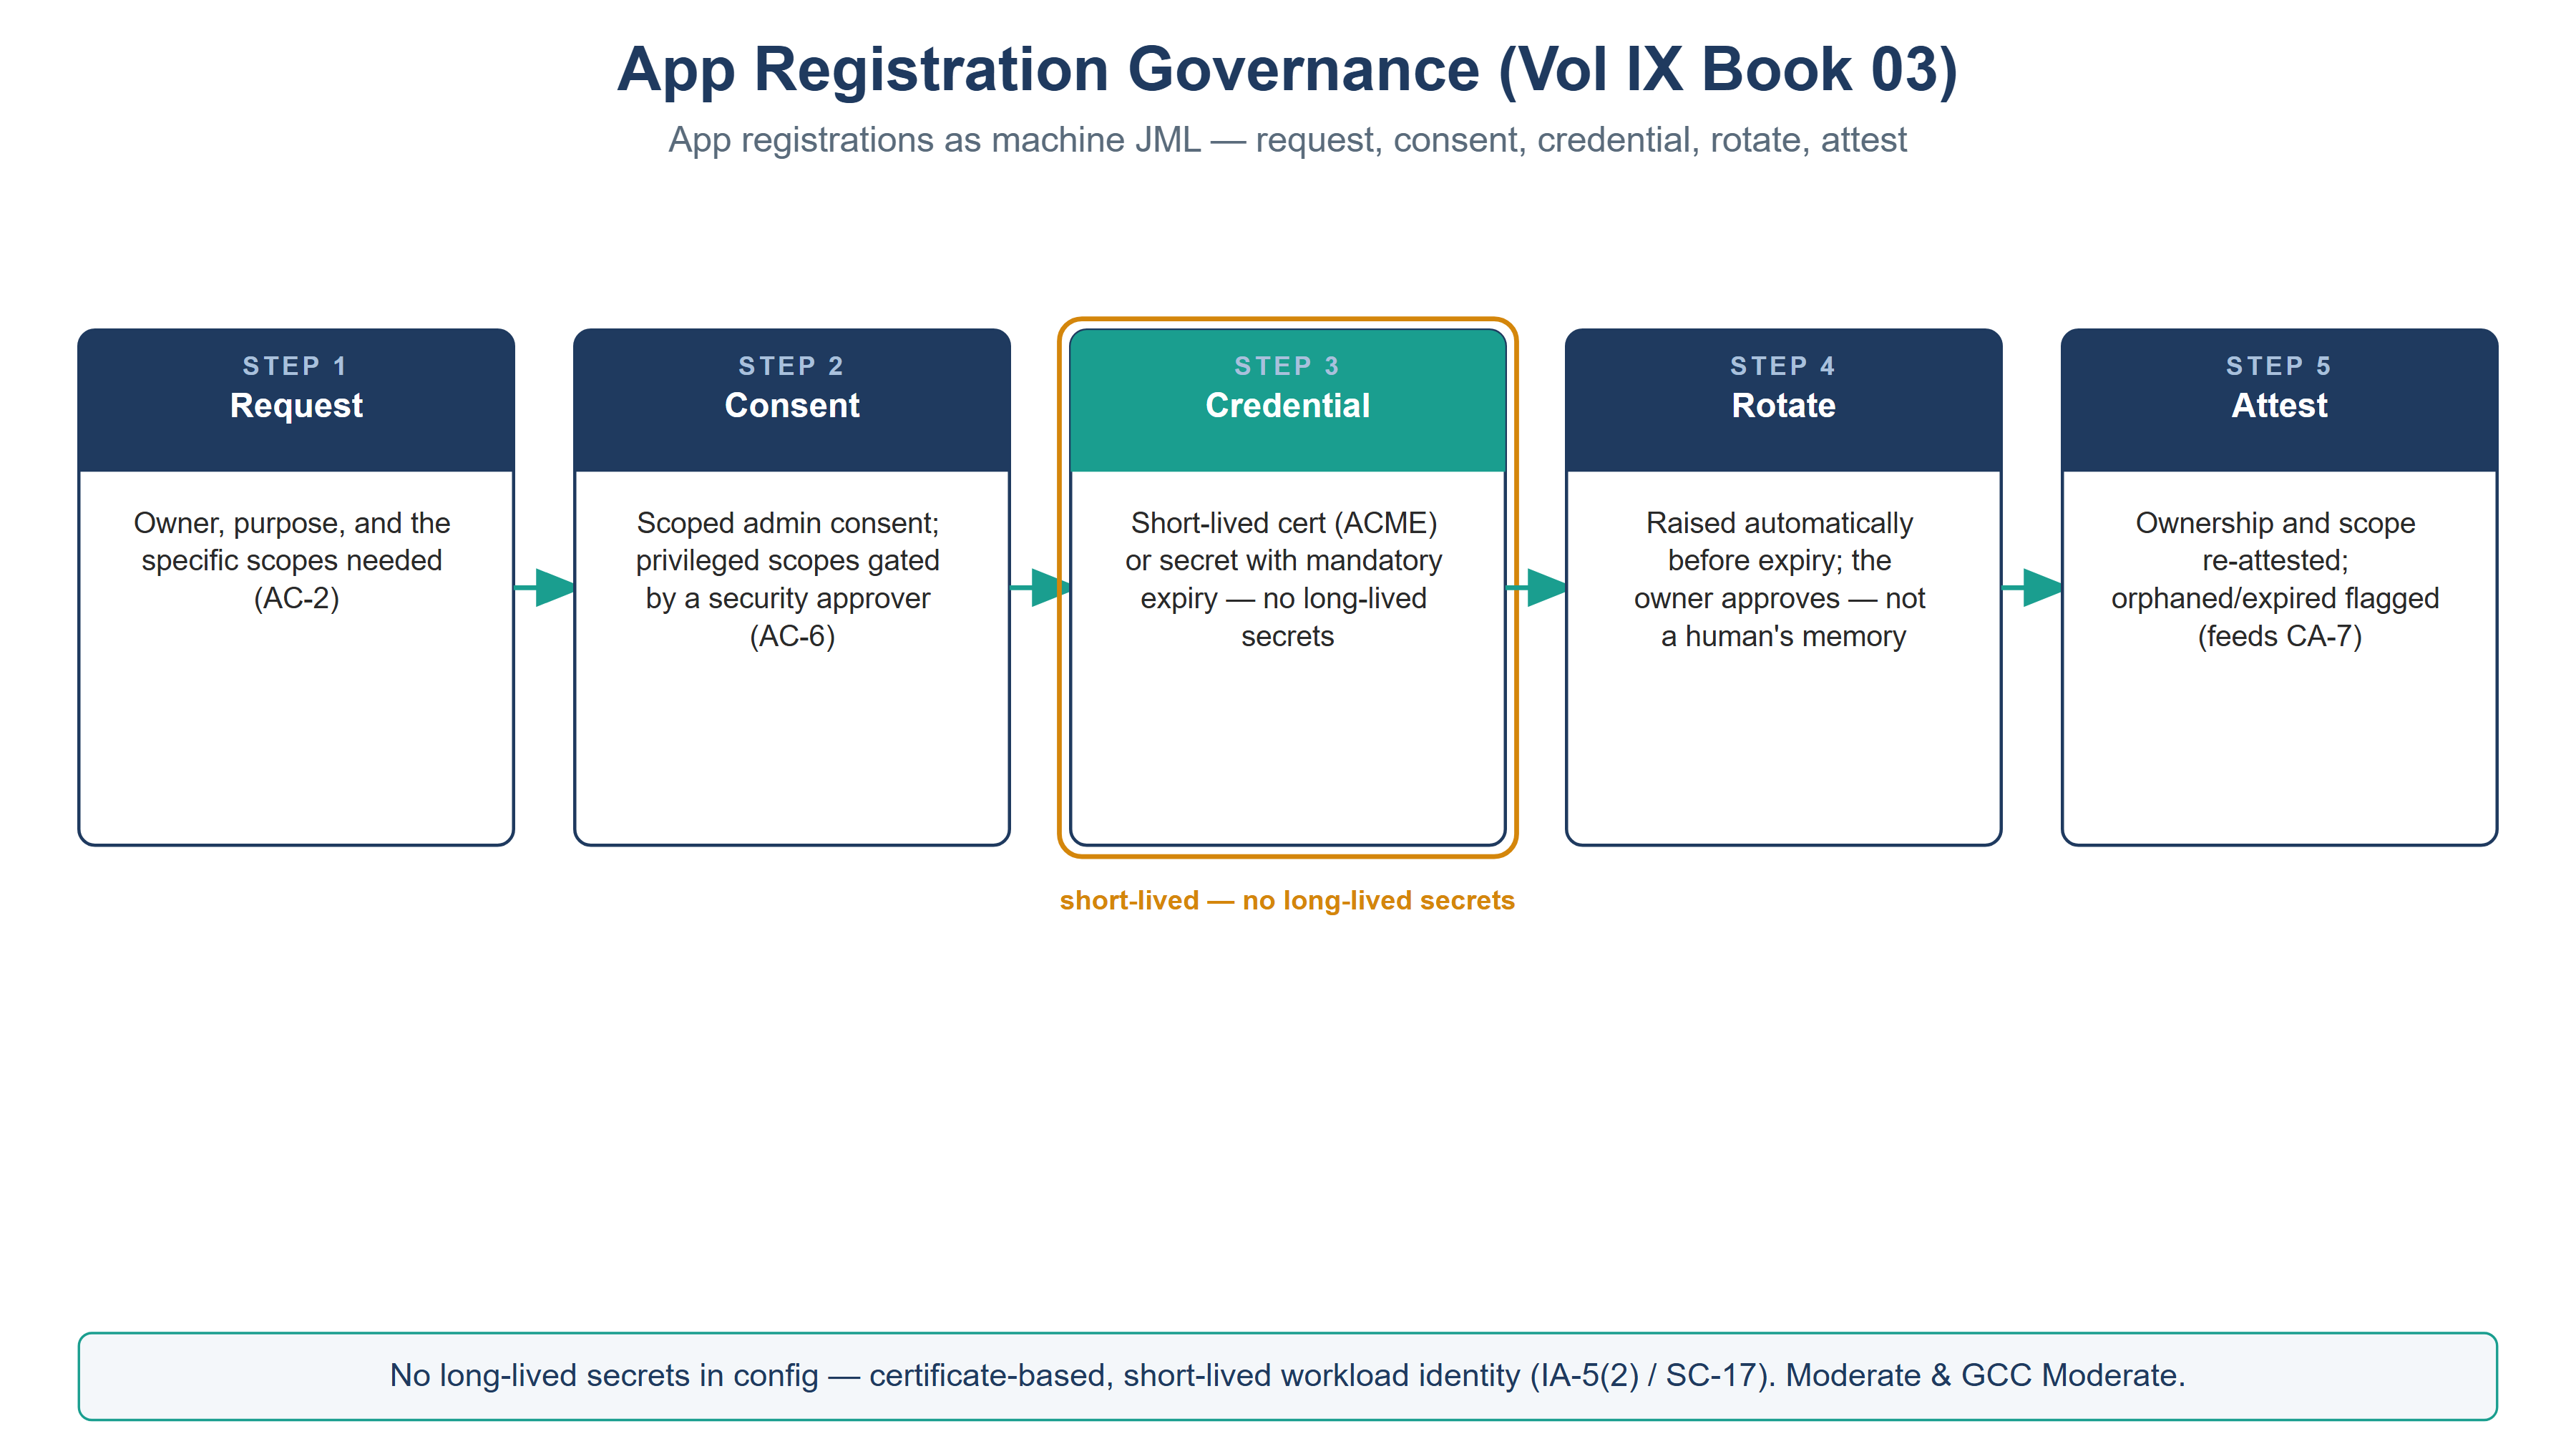 App Registration Governance (Vol IX Book 03)
App registrations as machine JML — request, consent, credential, rotate, attest
STEP 1
Request
Owner, purpose, and the
specific scopes needed
(AC-2)
STEP 2
Consent
Scoped admin consent;
privileged scopes gated
by a security approver
(AC-6)
STEP 3
Credential
Short-lived cert (ACME)
or secret with mandatory
expiry — no long-lived
secrets
short-lived — no long-lived secrets
STEP 4
Rotate
Raised automatically
before expiry; the
owner approves — not
a human's memory
STEP 5
Attest
Ownership and scope
re-attested;
orphaned/expired flagged
(feeds CA-7)
No long-lived secrets in config — certificate-based, short-lived workload identity (IA-5(2) / SC-17). Moderate & GCC Moderate.